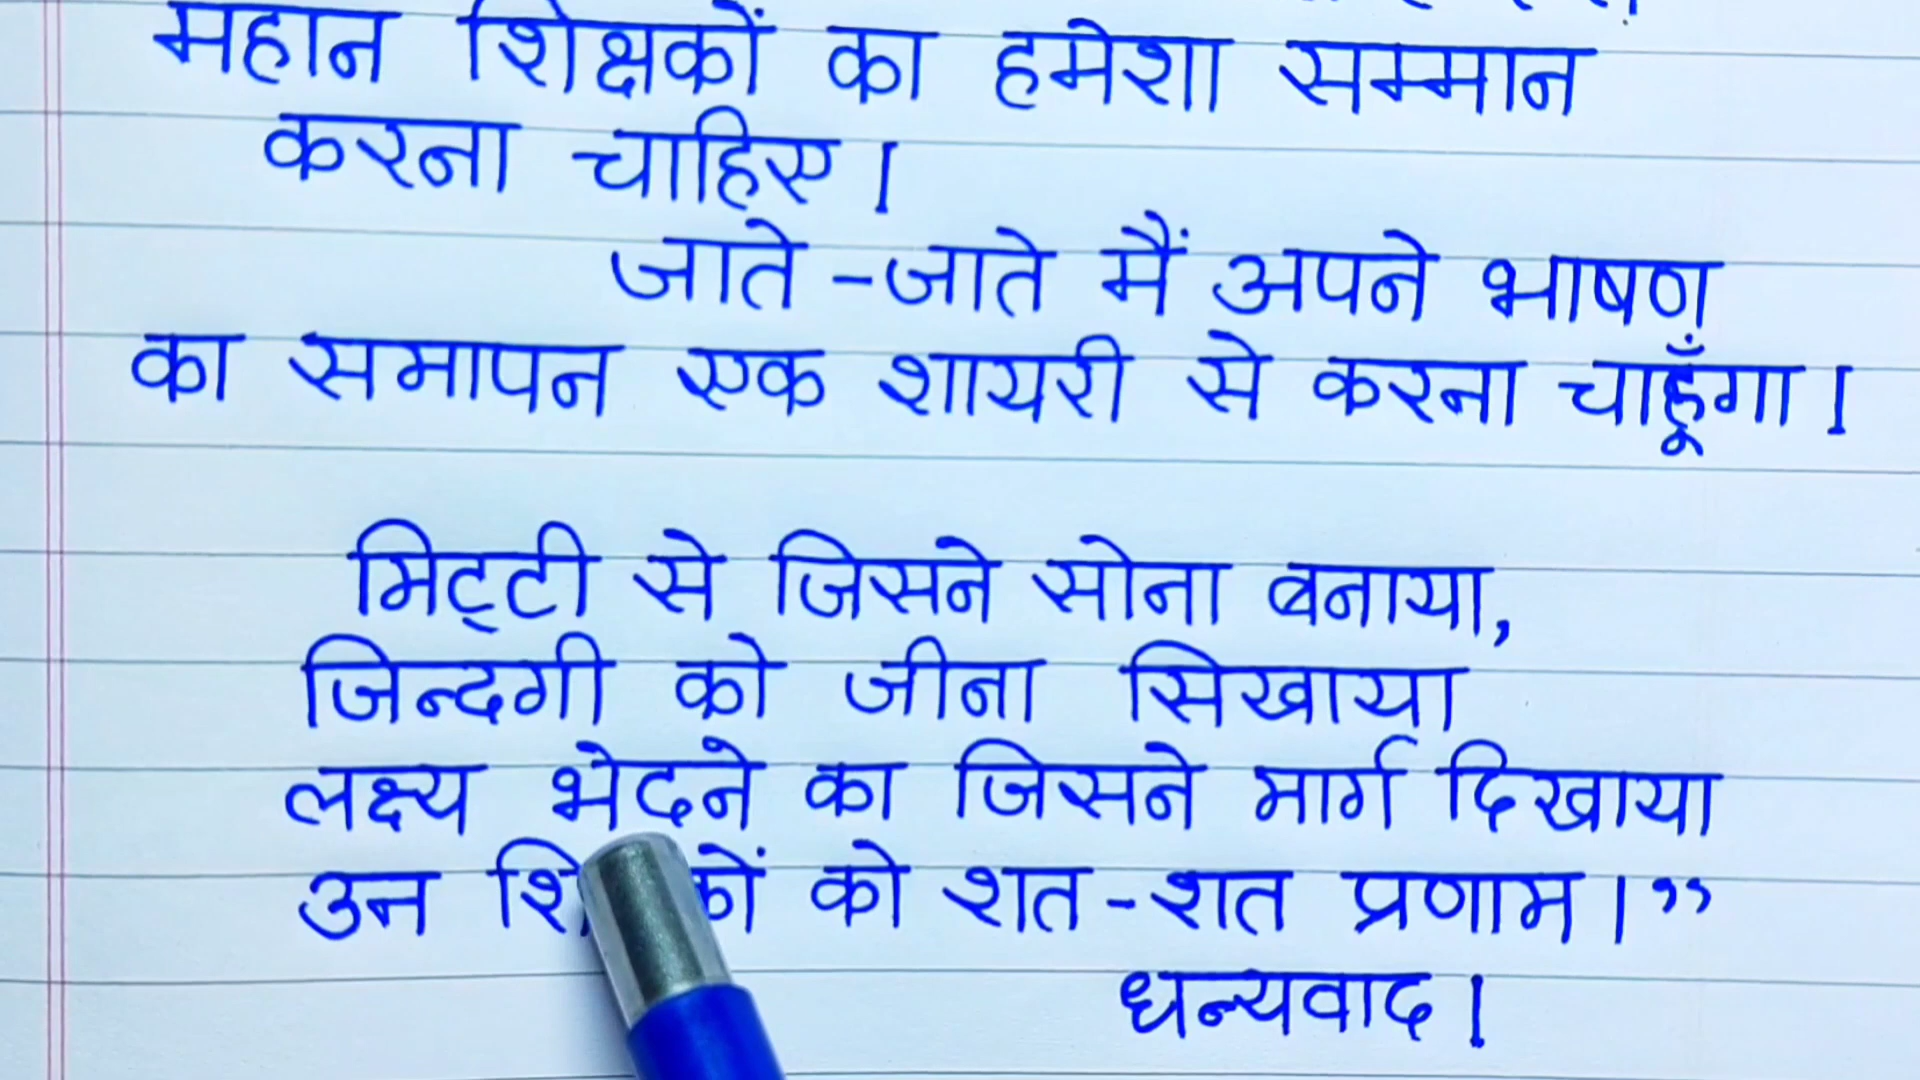 महान शिक्षकों का हमेशा सम्मान
करना चाहिए।
जाते-जाते मैं अपने भाषण
का समापन एक शायरी से करना चाहूँगा।
मिट्टी से जिसने सोना बनाया,
जिन्दगी को जीना सिखाया
लक्ष्य भेदने का जिसने मार्ग दिखाया
उन को शत-शत प्रणाम।”
धन्यवाद।